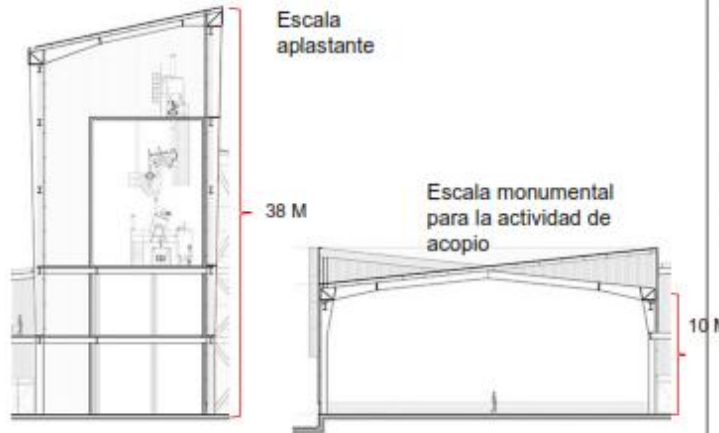 Escala
aplastante
38 M
Escala monumental
para la actividad de
acopio
10 M